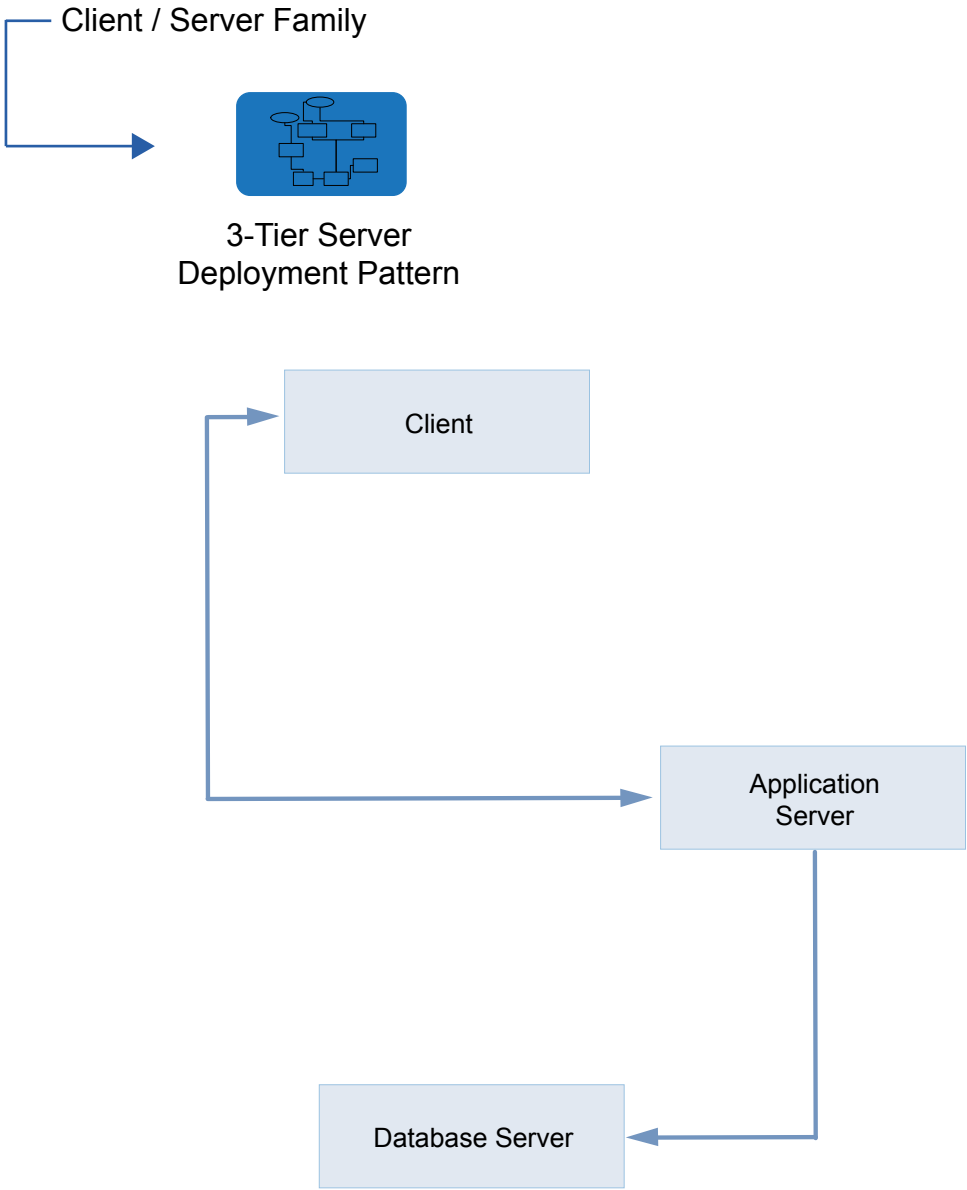 Client / Server Family
3-Tier Server
Deployment Pattern
Client
Application
Server
Database Server